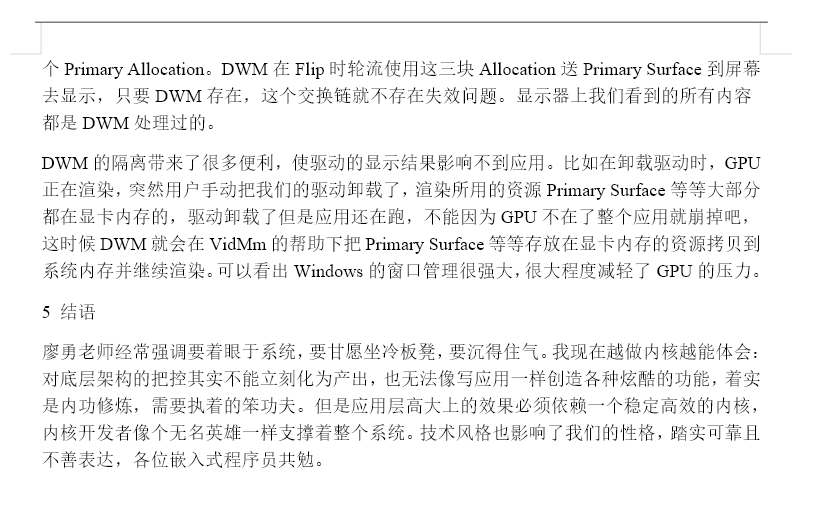 个 Primary Allocation。DWM 在 Flip 时轮流使用这三块 Allocation 送 Primary Surface 到屏幕
去显示，只要 DWM 存在，这个交换链就不存在失效问题。显示器上我们看到的所有内容
都是 DWM 处理过的。
DWM 的隔离带来了很多便利，使驱动的显示结果影响不到应用。比如在卸载驱动时，GPU
正在渲染，突然用户手动把我们的驱动卸载了，渲染所用的资源 Primary Surface 等等大部分
都在显卡内存的，驱动卸载了但是应用还在跑，不能因为 GPU 不在了整个应用就崩掉吧，
这时候 DWM 就会在 VidMm 的帮助下把 Primary Surface 等等存放在显卡内存的资源拷贝到
系统内存并继续渲染。可以看出 Windows 的窗口管理很强大，很大程度减轻了 GPU 的压力。
5 结语
廖勇老师经常强调要着眼于系统，要甘愿坐冷板凳，要沉得住气。我现在越做内核越能体会：
对底层架构的把控其实不能立刻化为产出，也无法像写应用一样创造各种炫酷的功能，着实
是内功修炼，需要执着的笨功夫。但是应用层高大上的效果必须依赖一个稳定高效的内核，
内核开发者像个无名英雄一样支撑着整个系统。技术风格也影响了我们的性格，踏实可靠且
不善表达，各位嵌入式程序员共勉。